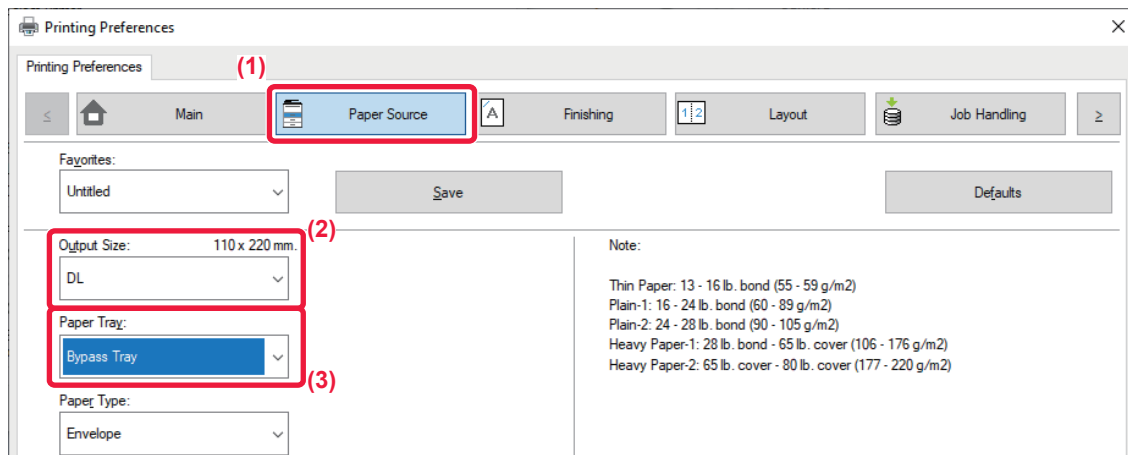 Printing Preferences
Printing Preferences
(1)
< Main Paper Source A Finishing 1 2 Layout Job Handling >
Favorites:
Untitled Save Defaults
(2)
Output Size: 110 x 220 mm.
DL
Paper Tray:
Bypass Tray
(3)
Paper Type:
Envelope
Note:
Thin Paper: 13 - 16 lb. bond (55 - 59 g/m2)
Plain-1: 16 - 24 lb. bond (60 - 89 g/m2)
Plain-2: 24 - 28 lb. bond (90 - 105 g/m2)
Heavy Paper-1: 28 lb. bond - 65 lb. cover (106 - 176 g/m2)
Heavy Paper-2: 65 lb. cover - 80 lb. cover (177 - 220 g/m2)